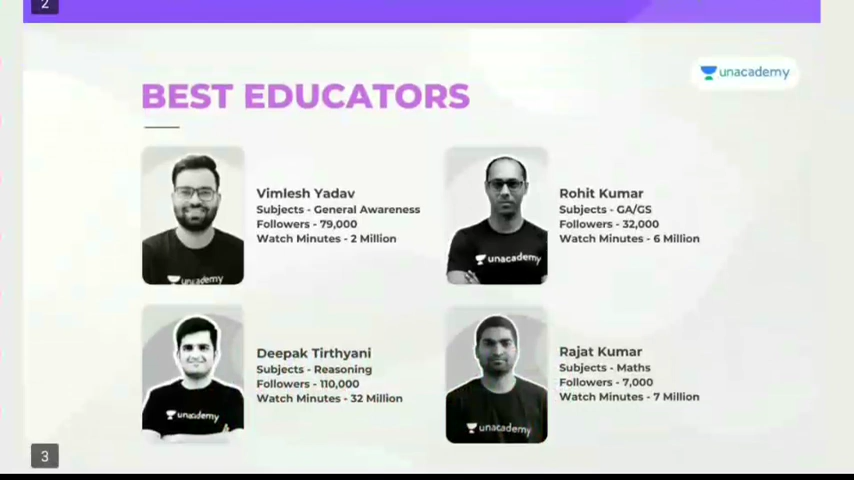 2
unacademy
BEST EDUCATORS
Vimlesh Yadav
Subjects - General Awareness
Followers - 79,000
Watch Minutes - 2 Million
unacademy
Rohit Kumar
Subjects - GA/GS
Followers - 32,000
Watch Minutes - 6 Million
unacademy
Deepak Tirthyani
Subjects - Reasoning
Followers - 110,000
Watch Minutes - 32 Million
unacademy
Rajat Kumar
Subjects - Maths
Followers - 7,000
Watch Minutes - 7 Million
unacademy
3